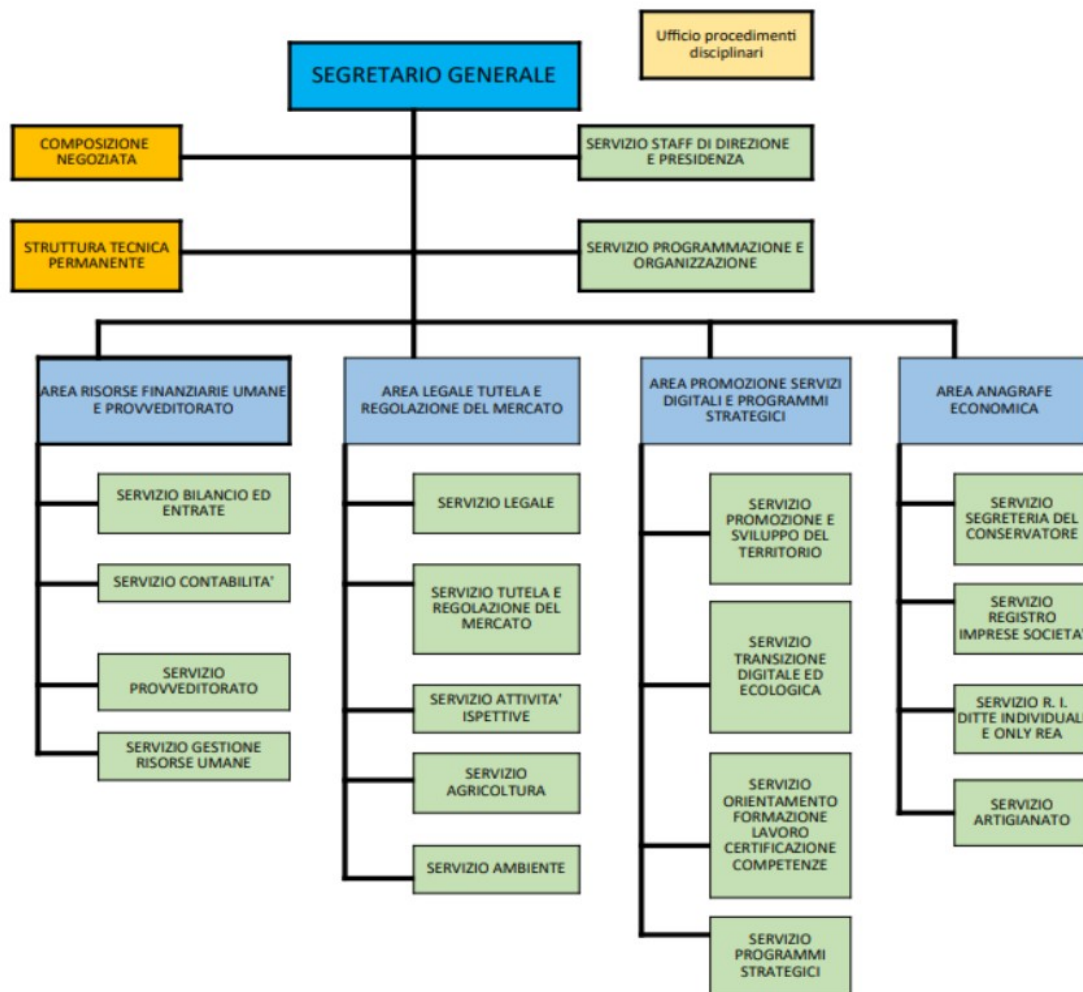 Ufficio procedimenti
disciplinari
SEGRETARIO GENERALE
COMPOSIZIONE
NEGOZIATA
SERVIZIO STAFF DI DIREZIONE
E PRESIDENZA
STRUTTURA TECNICA
PERMANENTE
SERVIZIO PROGRAMMAZIONE E
ORGANIZZAZIONE
AREA RISORSE FINANZIARIE UMANE
E PROVVEDITORATO
AREA LEGALE TUTELA E
REGOLAZIONE DEL MERCATO
AREA PROMOZIONE SERVIZI
DIGITALI E PROGRAMMI
STRATEGICI
AREA ANAGRAFE
ECONOMICA
SERVIZIO BILANCIO ED
ENTRATE
SERVIZIO CONTABILITA'
SERVIZIO
PROVVEDITORATO
SERVIZIO GESTIONE
RISORSE UMANE
SERVIZIO LEGALE
SERVIZIO TUTELA E
REGOLAZIONE DEL
MERCATO
SERVIZIO ATTIVITA'
ISPETTIVE
SERVIZIO
AGRICOLTURA
SERVIZIO AMBIENTE
SERVIZIO
PROMOZIONE E
SVILUPPO DEL
TERRITORIO
SERVIZIO
TRANSIZIONE
DIGITALE ED
ECOLOGICA
SERVIZIO
ORIENTAMENTO
FORMAZIONE
LAVORO
CERTIFICAZIONE
COMPETENZE
SERVIZIO
PROGRAMMI
STRATEGICI
SERVIZIO
SEGRETERIA DEL
CONSERVATORE
SERVIZIO
REGISTRO
IMPRESE SOCIETA'
SERVIZIO R. I.
DITTE INDIVIDUALI
E ONLY REA
SERVIZIO
ARTIGIANATO